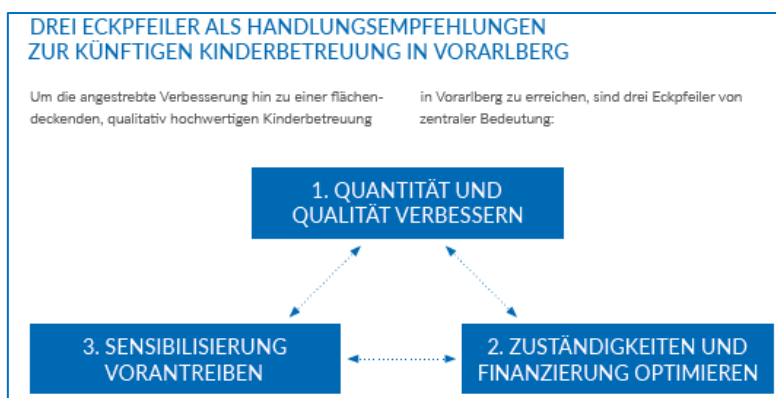 DREI ECKPFEILER ALS HANDLUNGSEMPFEHLUNGEN
ZUR KÜNFTIGEN KINDERBETREUUNG IN VORARLBERG
Um die angestrebte Verbesserung hin zu einer flächen-
deckenden, qualitativ hochwertigen Kinderbetreuung
in Vorarlberg zu erreichen, sind drei Eckpfeiler von
zentraler Bedeutung:
1. QUANTITÄT UND
QUALITÄT VERBESSERN
3. SENSIBILISIERUNG
VORANTREIBEN
2. ZUSTÄNDIGKEITEN UND
FINANZIERUNG OPTIMIEREN